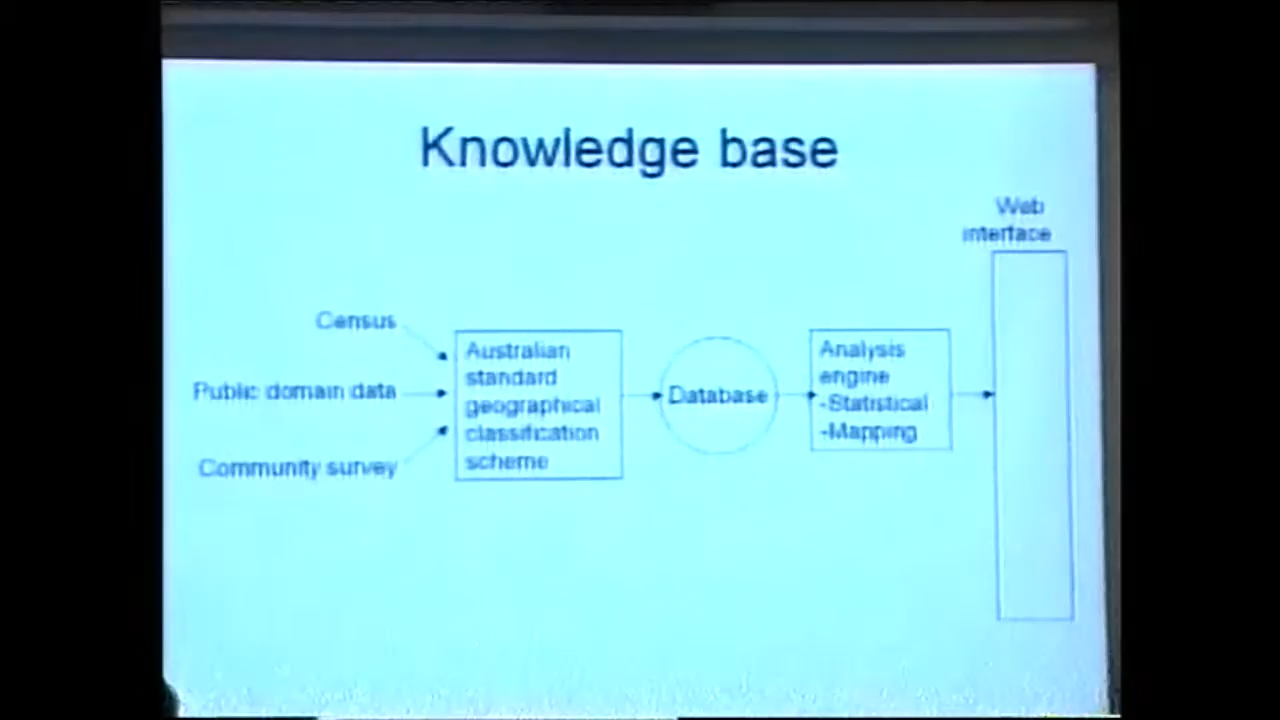 Knowledge base
Web
interface
Census
Public domain data
Community survey
Australian
standard
geographical
classification
scheme
Database
Analysis
engine
-Statistical
-Mapping